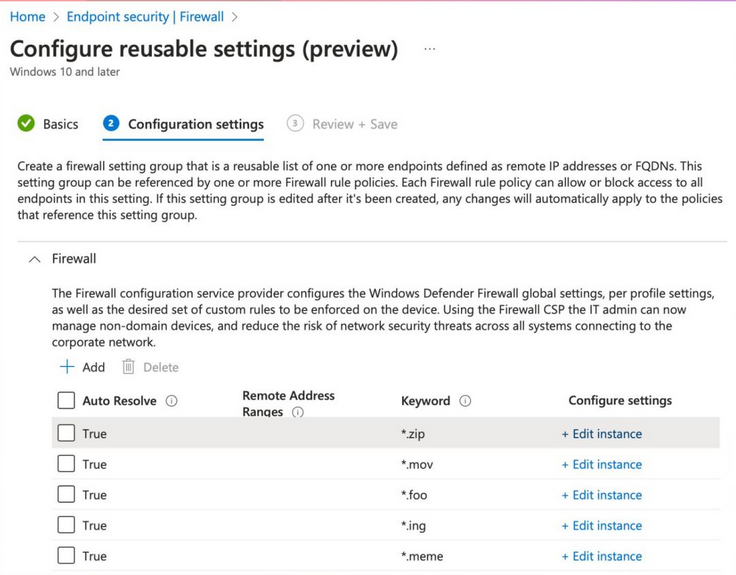 Home > Endpoint security | Firewall >
Configure reusable settings (preview) ...
Windows 10 and later
Basics 2 Configuration settings 3 Review + Save
Create a firewall setting group that is a reusable list of one or more endpoints defined as remote IP addresses or FQDNs. This
setting group can be referenced by one or more Firewall rule policies. Each Firewall rule policy can allow or block access to all
endpoints in this setting. If this setting group is edited after it's been created, any changes will automatically apply to the policies
that reference this setting group.
Firewall
The Firewall configuration service provider configures the Windows Defender Firewall global settings, per profile settings,
as well as the desired set of custom rules to be enforced on the device. Using the Firewall CSP the IT admin can now
manage non-domain devices, and reduce the risk of network security threats across all systems connecting to the
corporate network.
+ Add Delete
Auto Resolve Remote Address Ranges Keyword Configure settings
True *.zip + Edit instance
True *.mov + Edit instance
True *.foo + Edit instance
True *.ing + Edit instance
True *.meme + Edit instance